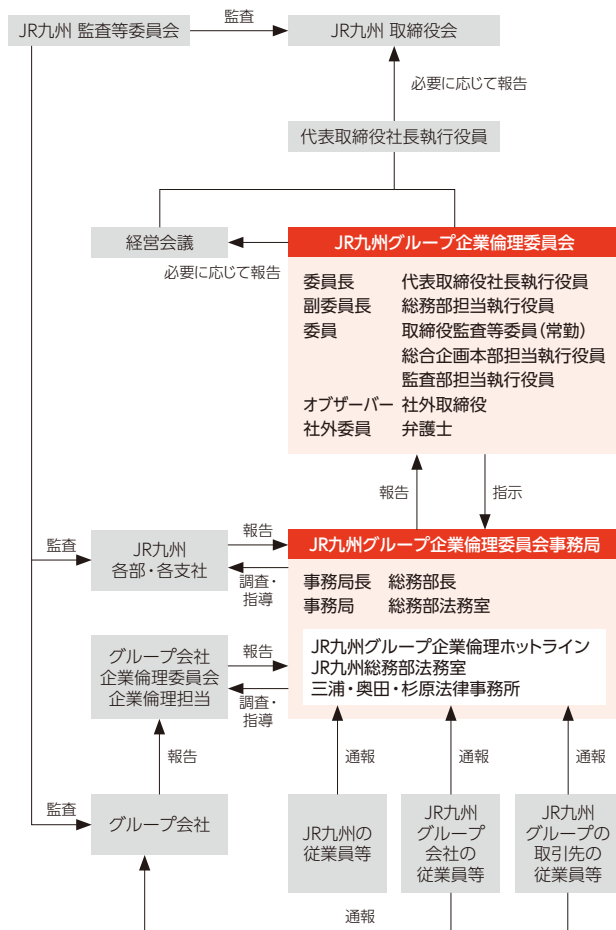 JR九州 監査等委員会
監査
JR九州 取締役会
必要に応じて報告
代表取締役社長執行役員
経営会議
必要に応じて報告
JR九州グループ企業倫理委員会
委員長 代表取締役社長執行役員
副委員長 総務部担当執行役員
委員 取締役監査等委員(常勤)
総合企画本部担当執行役員
監査部担当執行役員
オブザーバー 社外取締役
社外委員 弁護士
報告
指示
監査
JR九州
各部・各支社
報告
調査・
指導
JR九州グループ企業倫理委員会事務局
事務局長 総務部長
事務局 総務部法務室
JR九州グループ企業倫理ホットライン
JR九州総務部法務室
三浦・奥田・杉原法律事務所
グループ会社
企業倫理委員会
企業倫理担当
報告
調査・
指導
報告
通報
通報
通報
監査
グループ会社
JR九州の
従業員等
JR九州
グループ
会社の
従業員等
JR九州
グループの
取引先の
従業員等
通報